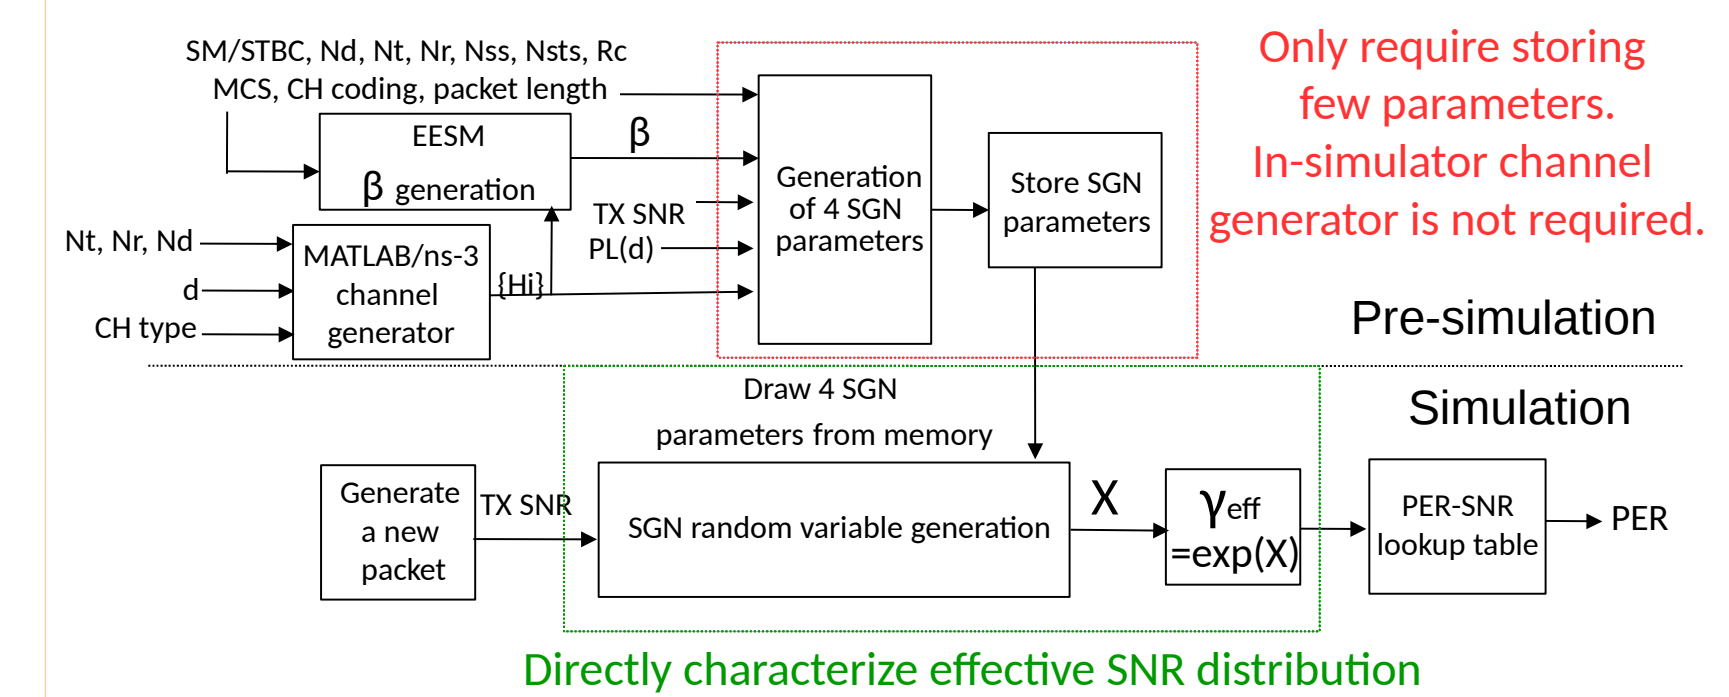 SM/STBC, Nd, Nt, Nr, Nss, Nsts, Rc
MCS, CH coding, packet length
EESM
β generation
β
TX SNR
PL(d)
Nt, Nr, Nd
d
CH type
MATLAB/ns-3
channel
generator
{Hi}
Generation
of 4 SGN
parameters
Store SGN
parameters
Only require storing
few parameters.
In-simulator channel
generator is not required.
Pre-simulation
Simulation
Draw 4 SGN
parameters from memory
Generate
a new
packet
TX SNR
SGN random variable generation
X
γeff
=exp(X)
PER-SNR
lookup table
PER
Directly characterize effective SNR distribution